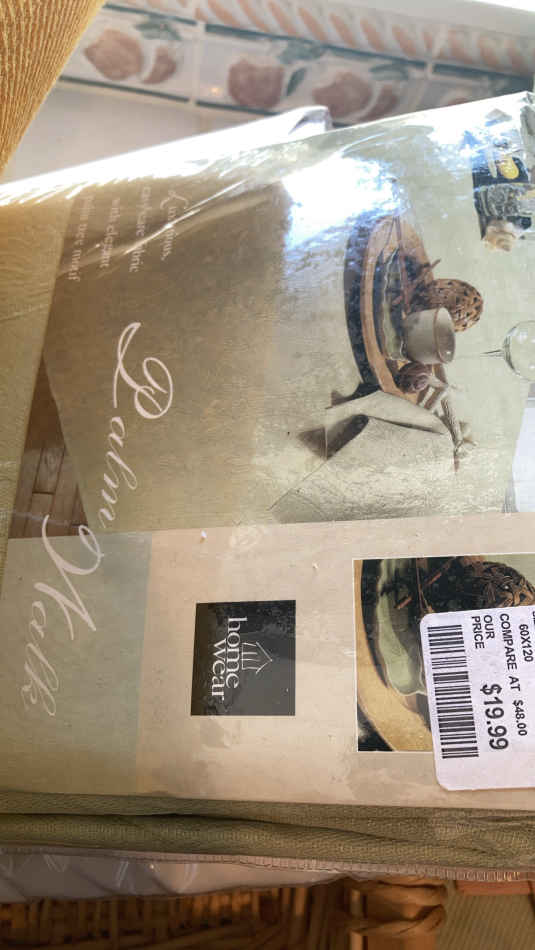 Luxurious,
easy care fabric
with elegant
palm tree motif
Palm Walk
home
wear
60X120
COMPARE AT $48.00
OUR
PRICE $19.99